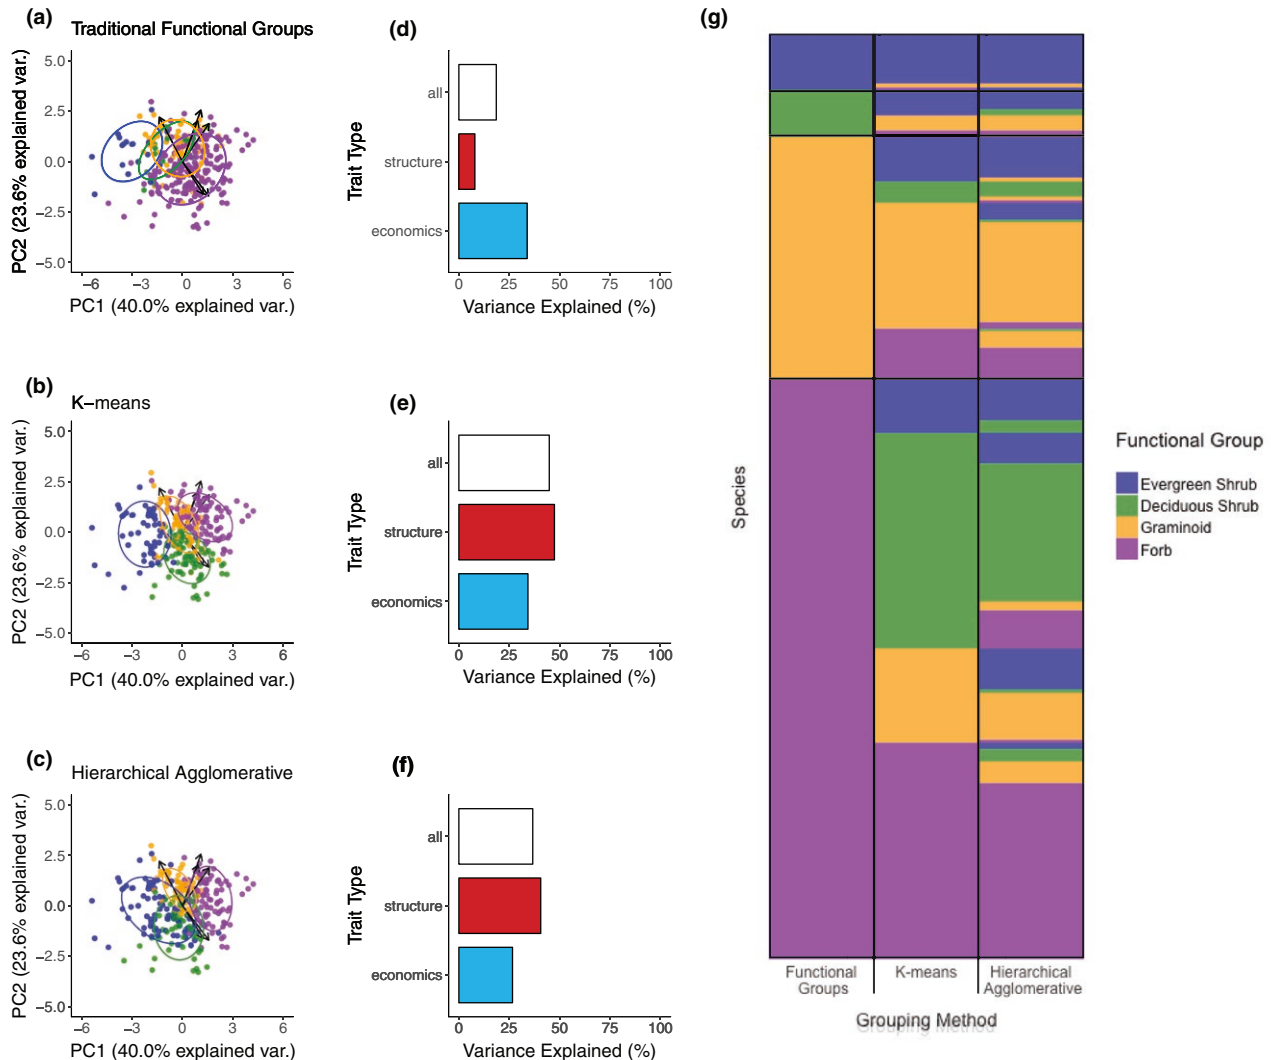 (a)
Traditional Functional Groups
PC2 (23.6% explained var.)
5.0
2.5
0.0
−2.5
−5.0
−6 −3 0 3 6
PC1 (40.0% explained var.)
(d)
Trait Type
all
structure
economics
0 25 50 75 100
Variance Explained (%)
(b)
K−means
PC2 (23.6% explained var.)
5.0
2.5
0.0
−2.5
−5.0
−6 −3 0 3 6
PC1 (40.0% explained var.)
(e)
Trait Type
all
structure
economics
0 25 50 75 100
Variance Explained (%)
(c)
Hierarchical Agglomerative
PC2 (23.6% explained var.)
5.0
2.5
0.0
−2.5
−5.0
−6 −3 0 3 6
PC1 (40.0% explained var.)
(f)
Trait Type
all
structure
economics
0 25 50 75 100
Variance Explained (%)
(g)
Species
Functional
Groups
K-means
Hierarchical
Agglomerative
Grouping Method
Functional Group
Evergreen Shrub
Deciduous Shrub
Graminoid
Forb